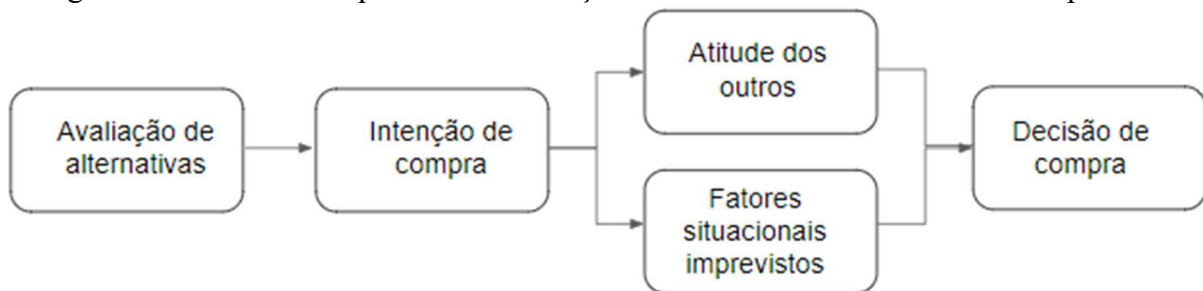 Avaliação de
alternativas
Intenção de
compra
Atitude dos
outros
Fatores
situacionais
imprevistos
Decisão de
compra